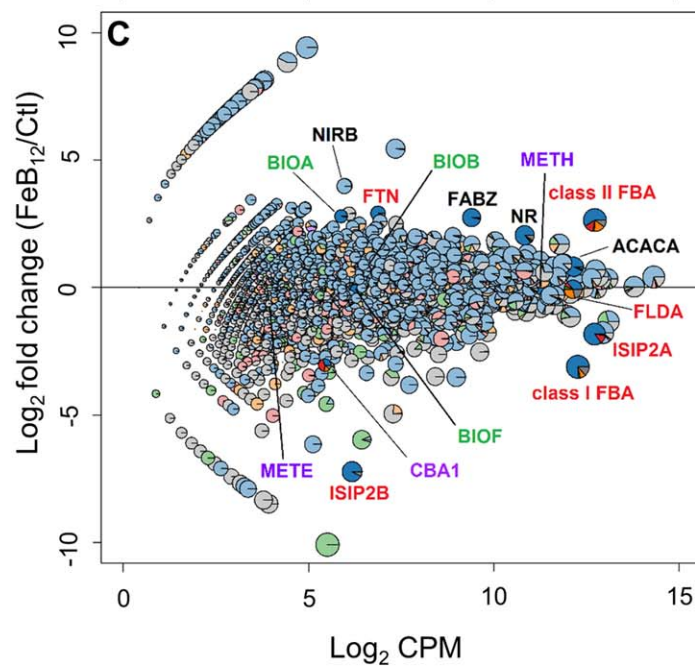 C
10
5
0
-5
-10
Log2 fold change (FeB12/Ctl)
NIRB
BIOA
BIOB
METH
FTN
FABZ
class II FBA
NR
ACACA
FLDA
ISIP2A
class I FBA
BIOF
METE
CBA1
ISIP2B
0 5 10 15
Log2 CPM